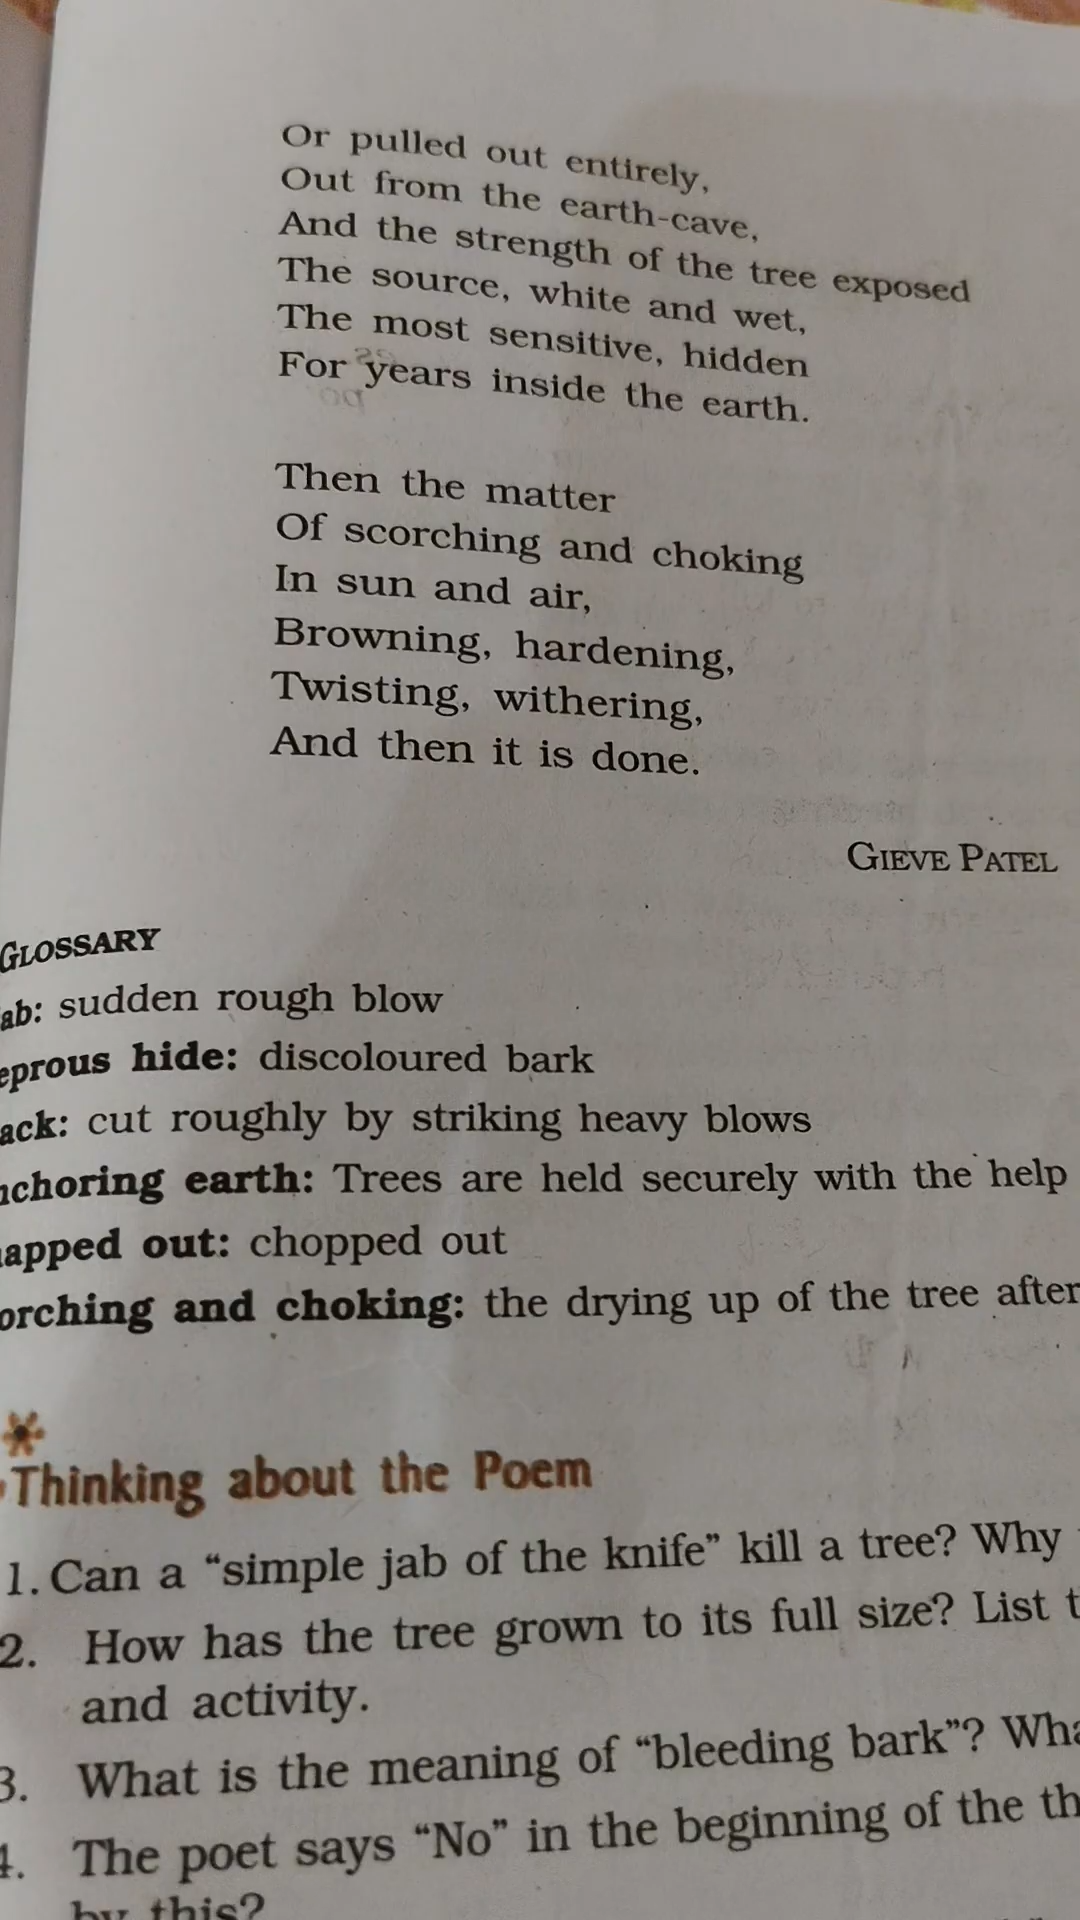 Or pulled out entirely,
Out from the earth-cave,
And the strength of the tree exposed
The source, white and wet,
The most sensitive, hidden
For years inside the earth.
Then the matter
Of scorching and choking
In sun and air,
Browning, hardening,
Twisting, withering,
And then it is done.
GIEVE PATEL
GLOSSARY
ab: sudden rough blow
eprous hide: discoloured bark
ack: cut roughly by striking heavy blows
nchoring earth: Trees are held securely with the help
apped out: chopped out
orching and choking: the drying up of the tree after
Thinking about the Poem
1. Can a “simple jab of the knife” kill a tree? Why
2. How has the tree grown to its full size? List t
and activity.
3. What is the meaning of “bleeding bark”? Wha
4. The poet says “No” in the beginning of the th
by this?